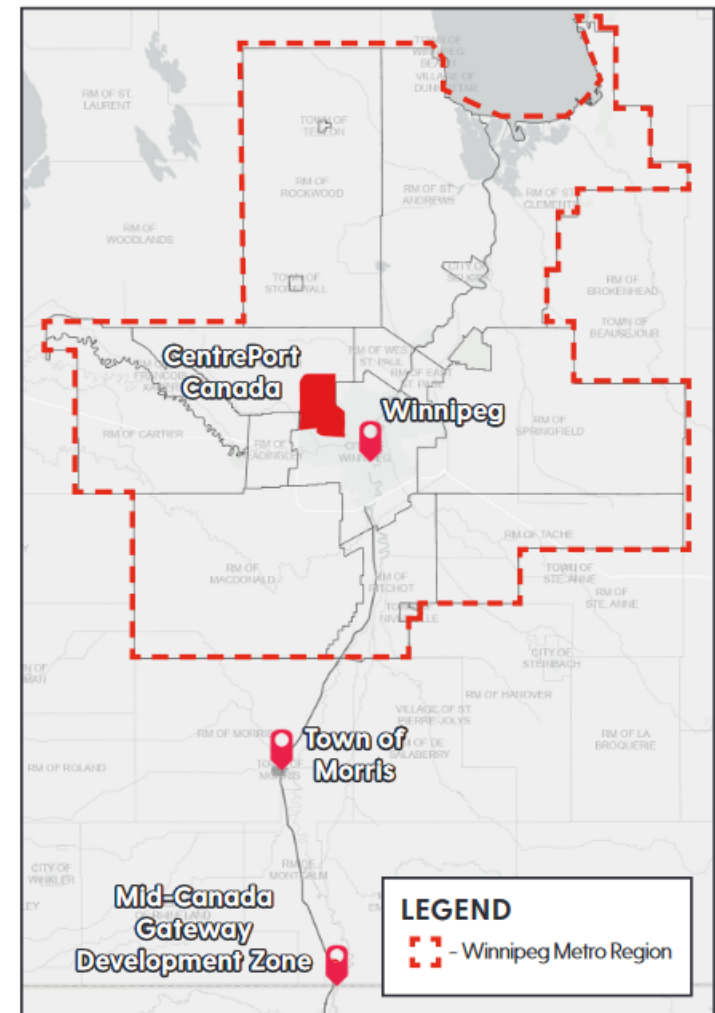 TOWN OF
WINNIPEG
BEACH
VILLAGE OF
DUNNOTTAR
RM OF ST.
LAURENT
TOWN OF
TEULON
RM OF
ROCKWOOD
RM OF ST.
ANDREWS
RM OF ST.
CLEMENTS
RM OF
WOODLANDS
TOWN OF
STONEWALL
CITY OF
SELKIRK
RM OF
BROKENHEAD
TOWN OF
BEAUSEJOUR
CentrePort
Canada
RM OF WEST
ST. PAUL
RM OF EAST
ST. PAUL
FRANCOIS
XAVIER
Winnipeg
RM OF CARTIER
RM OF
HEADINGLEY
CITY OF
WINNIPEG
RM OF
SPRINGFIELD
RM OF TACHE
RM OF
MACDONALD
RM OF
RITCHOT
TOWN OF
NIVERVILLE
TOWN OF
STE. ANNE
RM OF
STE. ANNE
CITY OF
STEINBACH
RM OF HANOVER
VILLAGE OF ST.
PIERRE-JOLYS
RM OF MORRIS
Town of
Morris
TOWN OF
MORRIS
RM OF DE
SALABERRY
RM OF LA
BROQUERIE
RM OF ROLAND
CITY OF
WINKLER
RM OF
MONTCALM
Mid-Canada
Gateway
Development Zone
LEGEND
- Winnipeg Metro Region